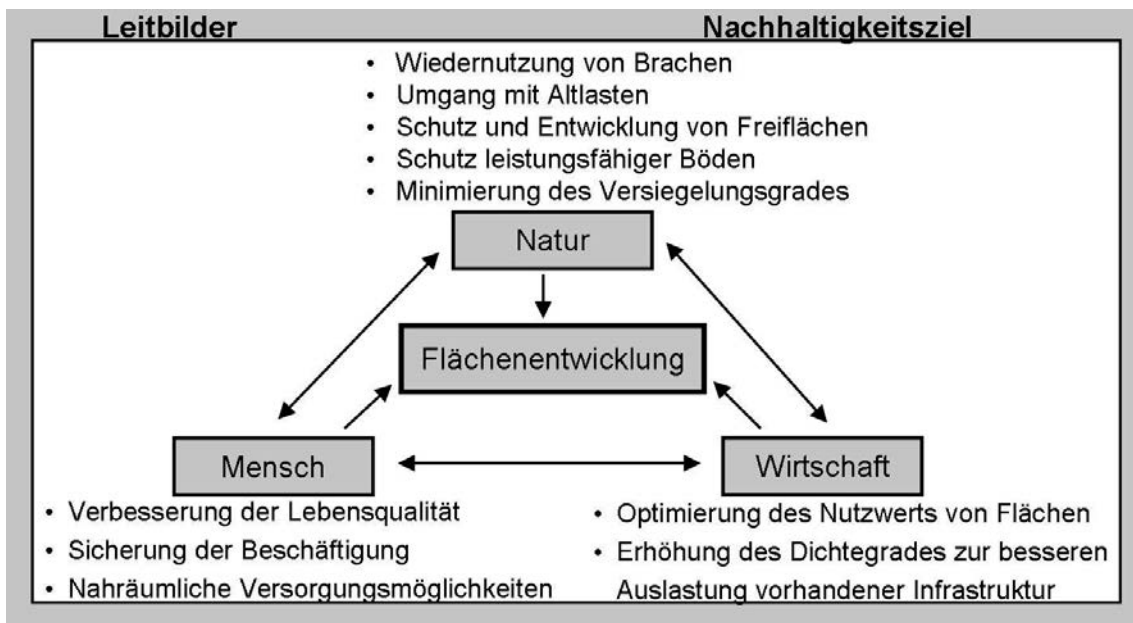 Leitbilder
Nachhaltigkeitsziel
• Wiedernutzung von Brachen
• Umgang mit Altlasten
• Schutz und Entwicklung von Freiflächen
• Schutz leistungsfähiger Böden
• Minimierung des Versiegelungsgrades
Natur
Flächenentwicklung
Mensch
Wirtschaft
• Verbesserung der Lebensqualität
• Sicherung der Beschäftigung
• Nahräumliche Versorgungsmöglichkeiten
• Optimierung des Nutzwerts von Flächen
• Erhöhung des Dichtegrades zur besseren
Auslastung vorhandener Infrastruktur